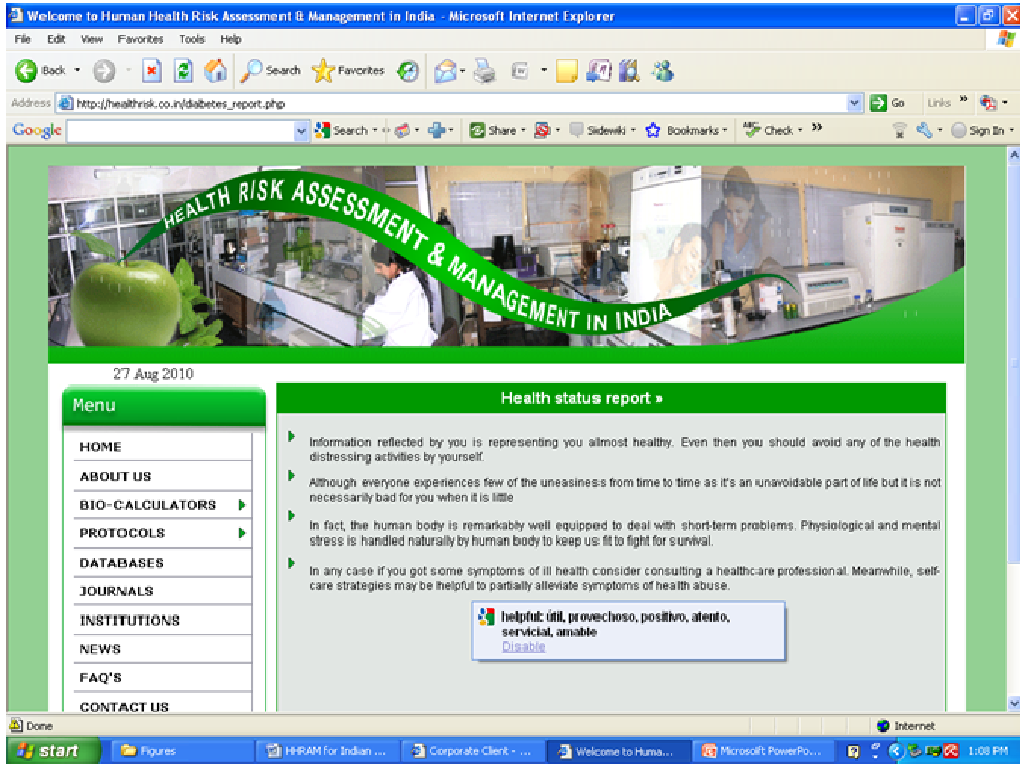 Welcome to Human Health Risk Assessment & Management in India - Microsoft Internet Explorer
File Edit View Favorites Tools Help
Back Search Favorites
Address http://healthrisk.co.in/diabetes_report.php Go Links »
Google Search Share Sidewiki Bookmarks Check » Sign In
HEALTH RISK ASSESSMENT & MANAGEMENT IN INDIA
27 Aug 2010
Menu
HOME
ABOUT US
BIO-CALCULATORS
PROTOCOLS
DATABASES
JOURNALS
INSTITUTIONS
NEWS
FAQ'S
CONTACT US
Health status report »
Information reflected by you is representing you allmost healthy. Even then you should avoid any of the health
distressing activities by yourself.
Although everyone experiences few of the uneasiness from time to time as it's an unavoidable part of life but it is not
necessarily bad for you when it is little
In fact, the human body is remarkably well equipped to deal with short-term problems. Physiological and mental
stress is handled naturally by human body to keep us fit to fight for survival.
In any case if you got some symptoms of ill health consider consulting a healthcare professional. Meanwhile, self-
care strategies may be helpful to partially alleviate symptoms of health abuse.
helpful: útil, provechoso, positivo, atento,
servicial, amable
Disable
Done Internet
start Figures HHRAM for Indian ... Corporate Client - ... Welcome to Huma... Microsoft PowerPo... 1:08 PM